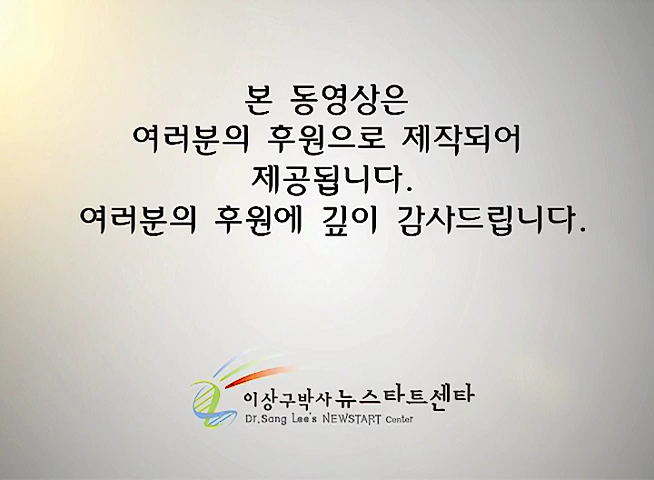 본 동영상은
여러분의 후원으로 제작되어
제공됩니다.
여러분의 후원에 깊이 감사드립니다.
이상구박사 뉴스타트센타
Dr.Sang Lee's NEWSTART Center